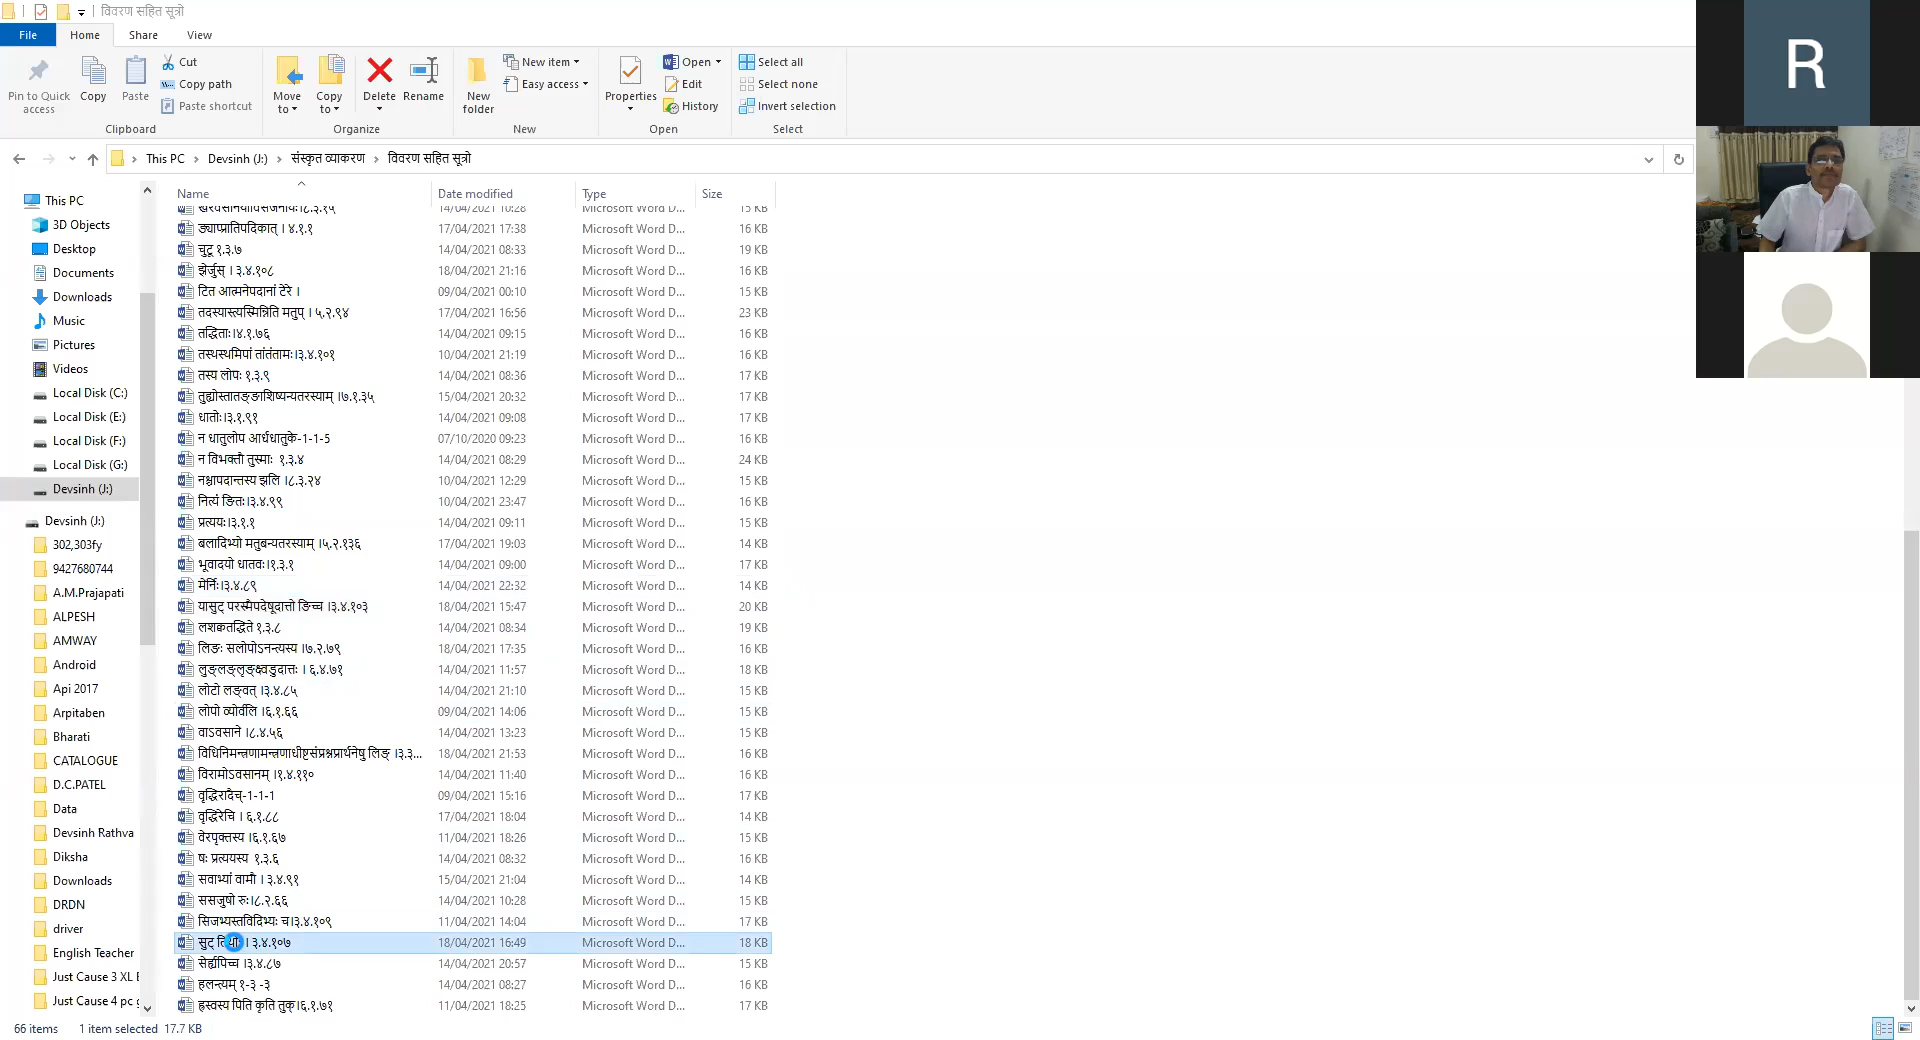 विवरण सहित सूत्रो
File Home Share View
Pin to Quick access
Copy
Paste
Cut
Copy path
Paste shortcut
Clipboard
Move to
Copy to
Delete
Rename
Organize
New folder
New item
Easy access
New
Properties
Open
Edit
History
Open
Select all
Select none
Invert selection
Select
This PC > Devsinh (J:) > संस्कृत व्याकरण > विवरण सहित सूत्रो
This PC
3D Objects
Desktop
Documents
Downloads
Music
Pictures
Videos
Local Disk (C:)
Local Disk (E:)
Local Disk (F:)
Local Disk (G:)
Devsinh (J:)
Devsinh (J:)
302,303fy
9427680744
A.M.Prajapati
ALPESH
AMWAY
Android
Api 2017
Arpitaben
Bharati
CATALOGUE
D.C.PATEL
Data
Devsinh Rathva
Diksha
Downloads
DRDN
driver
English Teacher
Just Cause 3 XL E
Just Cause 4 pc g
Name Date modified Type Size
14/04/2021 10:28 Microsoft Word D... 15 KB
ङ्याप्प्रातिपदिकात् । ४.१.१ 17/04/2021 17:38 Microsoft Word D... 16 KB
चुटू १.३.७ 14/04/2021 08:33 Microsoft Word D... 19 KB
झेर्जुस् । ३.४.१०८ 18/04/2021 21:16 Microsoft Word D... 16 KB
टित आत्मनेपदानां टेरे । 09/04/2021 00:10 Microsoft Word D... 15 KB
तदस्यास्त्यस्मिन्निति मतुप् । ५.२.९४ 17/04/2021 16:56 Microsoft Word D... 23 KB
तद्धिताः।४.१.७६ 14/04/2021 09:15 Microsoft Word D... 16 KB
तस्थस्थमिपां तांतंतामः।३.४.१०१ 10/04/2021 21:19 Microsoft Word D... 16 KB
तस्य लोपः १.३.९ 14/04/2021 08:36 Microsoft Word D... 17 KB
तुह्योस्तातङ्ङाशिष्यन्यतरस्याम् ।७.१.३५ 15/04/2021 20:32 Microsoft Word D... 17 KB
धातोः।३.१.९१ 14/04/2021 09:08 Microsoft Word D... 17 KB
न धातुलोप आर्धधातुके-1-1-5 07/10/2020 09:23 Microsoft Word D... 16 KB
न विभक्तौ तुस्माः १.३.४ 14/04/2021 08:29 Microsoft Word D... 24 KB
नश्चापदान्तस्य झलि ।८.३.२४ 10/04/2021 12:29 Microsoft Word D... 15 KB
नित्यं ङितः।३.४.९९ 10/04/2021 23:47 Microsoft Word D... 16 KB
प्रत्ययः।३.१.१ 14/04/2021 09:11 Microsoft Word D... 15 KB
बलादिभ्यो मतुबन्यतरस्याम् ।५.२.१३६ 17/04/2021 19:03 Microsoft Word D... 14 KB
भूवादयो धातवः।१.३.१ 14/04/2021 09:00 Microsoft Word D... 17 KB
मेर्निः।३.४.८९ 14/04/2021 22:32 Microsoft Word D... 14 KB
यासुट् परस्मैपदेषूदात्तो ङिच्च ।३.४.१०३ 18/04/2021 15:47 Microsoft Word D... 20 KB
लशक्वतद्धिते १.३.८ 14/04/2021 08:34 Microsoft Word D... 19 KB
लिङः सलोपोऽनन्त्यस्य ।७.२.७९ 18/04/2021 17:35 Microsoft Word D... 16 KB
लुङ्लङ्लृङ्क्ष्वडुदात्तः । ६.४.७१ 14/04/2021 11:57 Microsoft Word D... 18 KB
लोटो लङ्वत् ।३.४.८५ 14/04/2021 21:10 Microsoft Word D... 15 KB
लोपो व्योर्वलि ।६.१.६६ 09/04/2021 14:06 Microsoft Word D... 15 KB
वाऽवसाने ।८.४.५६ 14/04/2021 13:23 Microsoft Word D... 15 KB
विधिनिमन्त्रणामन्त्रणाधीष्टसंप्रश्नप्रार्थनेषु लिङ् ।३.३... 18/04/2021 21:53 Microsoft Word D... 16 KB
विरामोऽवसानम् ।१.४.११० 14/04/2021 11:40 Microsoft Word D... 16 KB
वृद्धिरादैच्-1-1-1 09/04/2021 15:16 Microsoft Word D... 17 KB
वृद्धिरेचि । ६.१.८८ 17/04/2021 18:04 Microsoft Word D... 14 KB
वेरपृक्तस्य ।६.१.६७ 11/04/2021 18:26 Microsoft Word D... 15 KB
षः प्रत्ययस्य १.३.६ 14/04/2021 08:32 Microsoft Word D... 16 KB
सवाभ्यां वामौ । ३.४.९१ 15/04/2021 21:04 Microsoft Word D... 14 KB
ससजुषो रुः।८.२.६६ 14/04/2021 10:28 Microsoft Word D... 15 KB
सिजभ्यस्तविदिभ्यः च।३.४.१०९ 11/04/2021 14:04 Microsoft Word D... 17 KB
सुट् । ३.४.१०७ 18/04/2021 16:49 Microsoft Word D... 18 KB
सेर्ह्यपिच्च ।३.४.८७ 14/04/2021 20:57 Microsoft Word D... 15 KB
हलन्त्यम् १-३ -३ 14/04/2021 08:27 Microsoft Word D... 16 KB
ह्रस्वस्य पिति कृति तुक्।६.१.७१ 11/04/2021 18:25 Microsoft Word D... 17 KB
66 items 1 item selected 17.7 KB
R